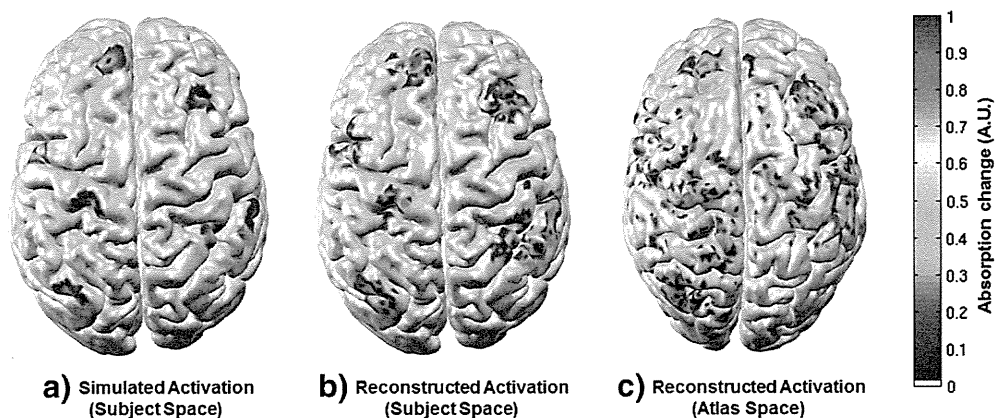 1
0.9
0.8
0.7
0.6
0.5
0.4
0.3
0.2
0.1
0
Absorption change (A.U.)
a) Simulated Activation
(Subject Space)
b) Reconstructed Activation
(Subject Space)
c) Reconstructed Activation
(Atlas Space)